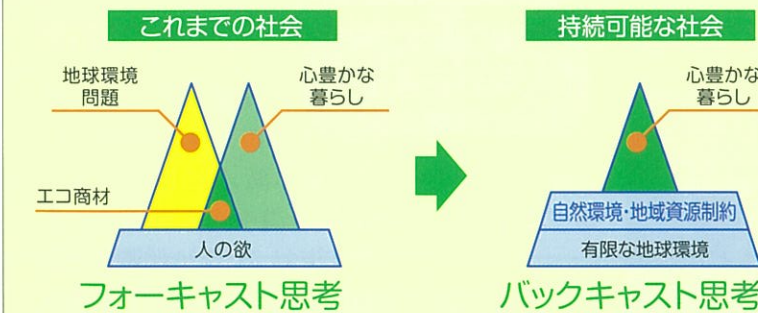 これまでの社会
地球環境
問題
心豊かな
暮らし
エコ商材
人の欲
フォーキャスト思考
持続可能な社会
心豊かな
暮らし
自然環境・地域資源制約
有限な地球環境
バックキャスト思考